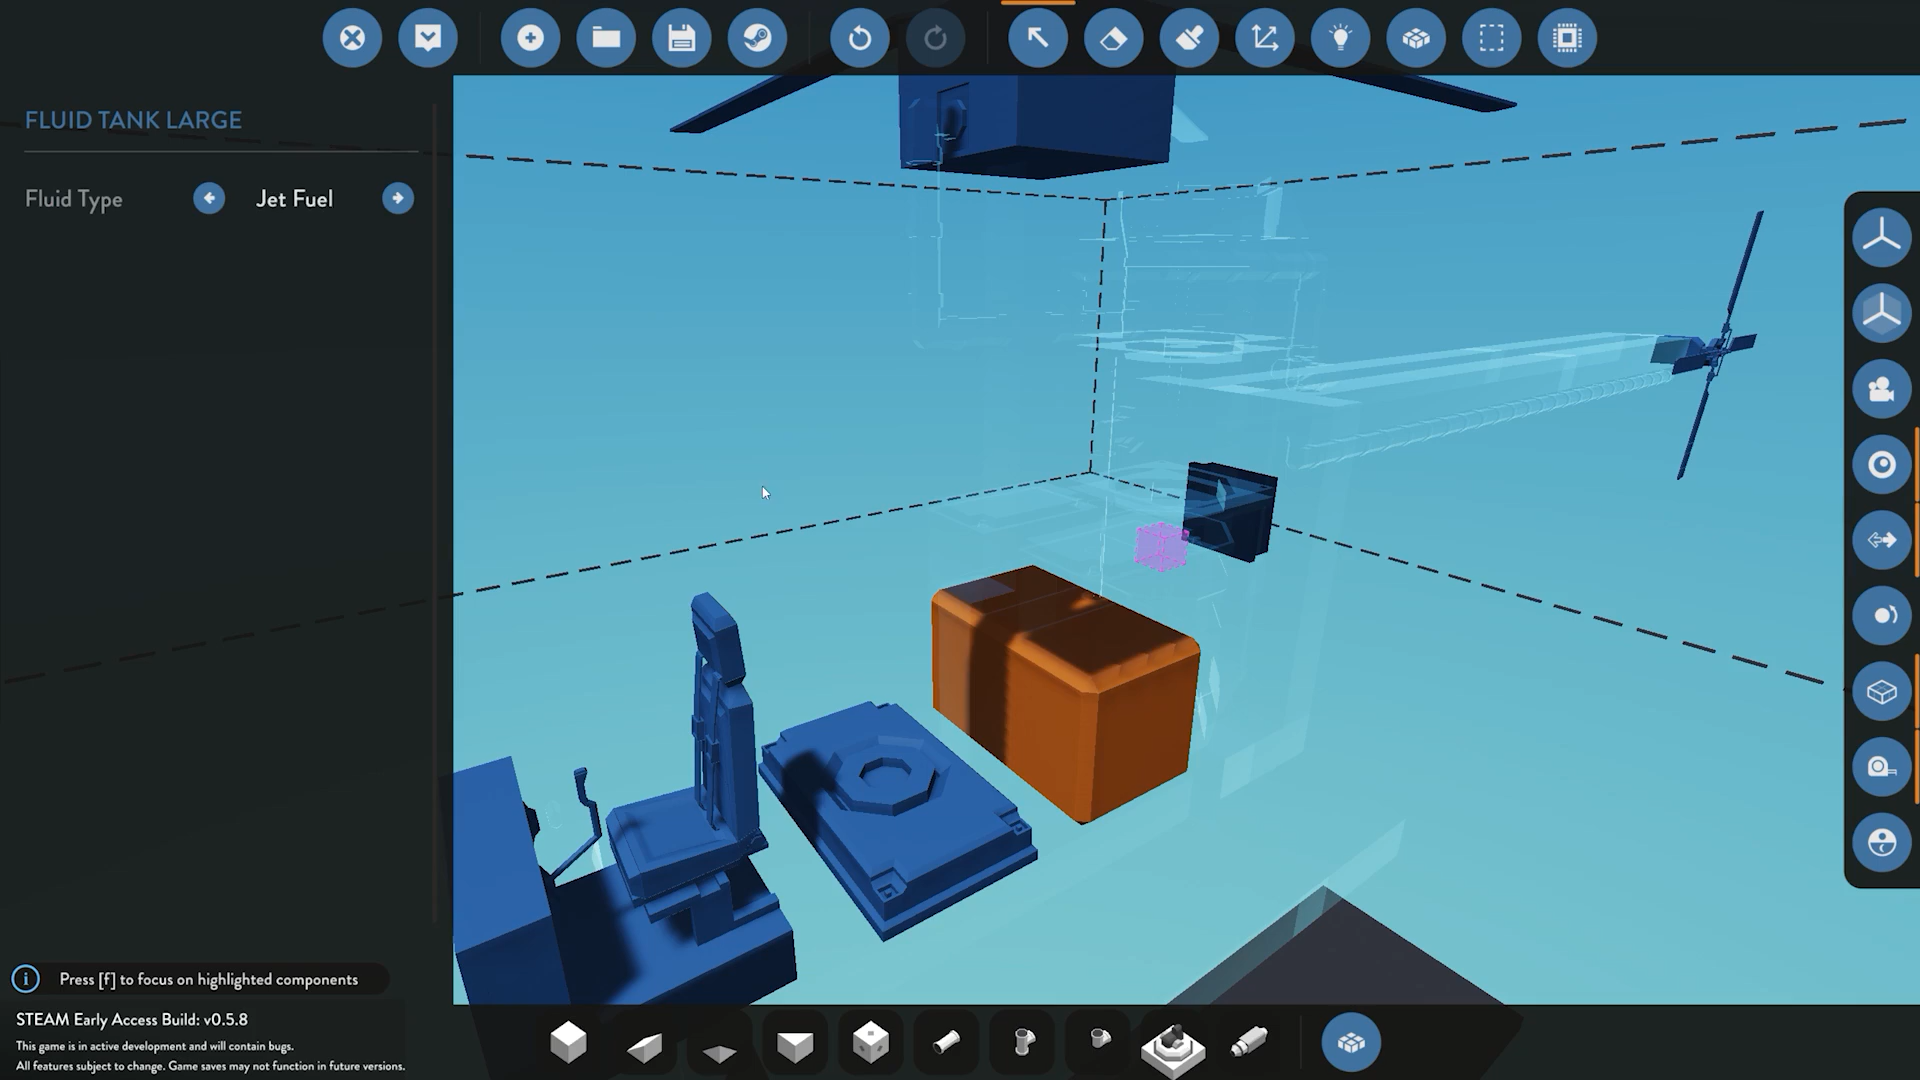 FLUID TANK LARGE
Fluid Type
Jet Fuel
Press [f] to focus on highlighted components
STEAM Early Access Build: v0.5.8
This game is in active development and will contain bugs.
All features subject to change. Game saves may not function in future versions.